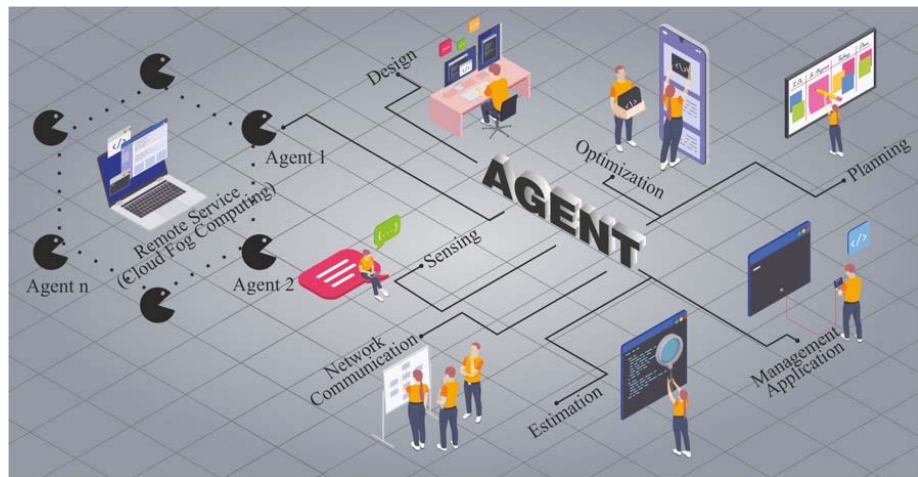 Design
Agent 1
Optimization
Planning
AGENT
Remote Service
(Cloud Fog Computing)
Sensing
Agent n
Agent 2
Network
Communication
Management
Application
Estimation